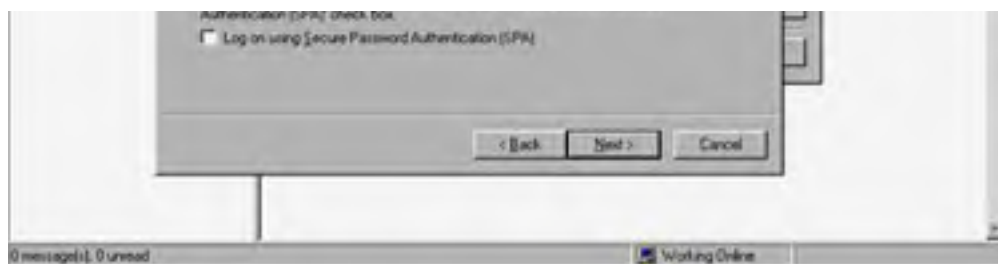 Authentication (SPA)' check box.
Log on using Secure Password Authentication (SPA)
< Back Next > Cancel
0 message(s), 0 unread Working Online